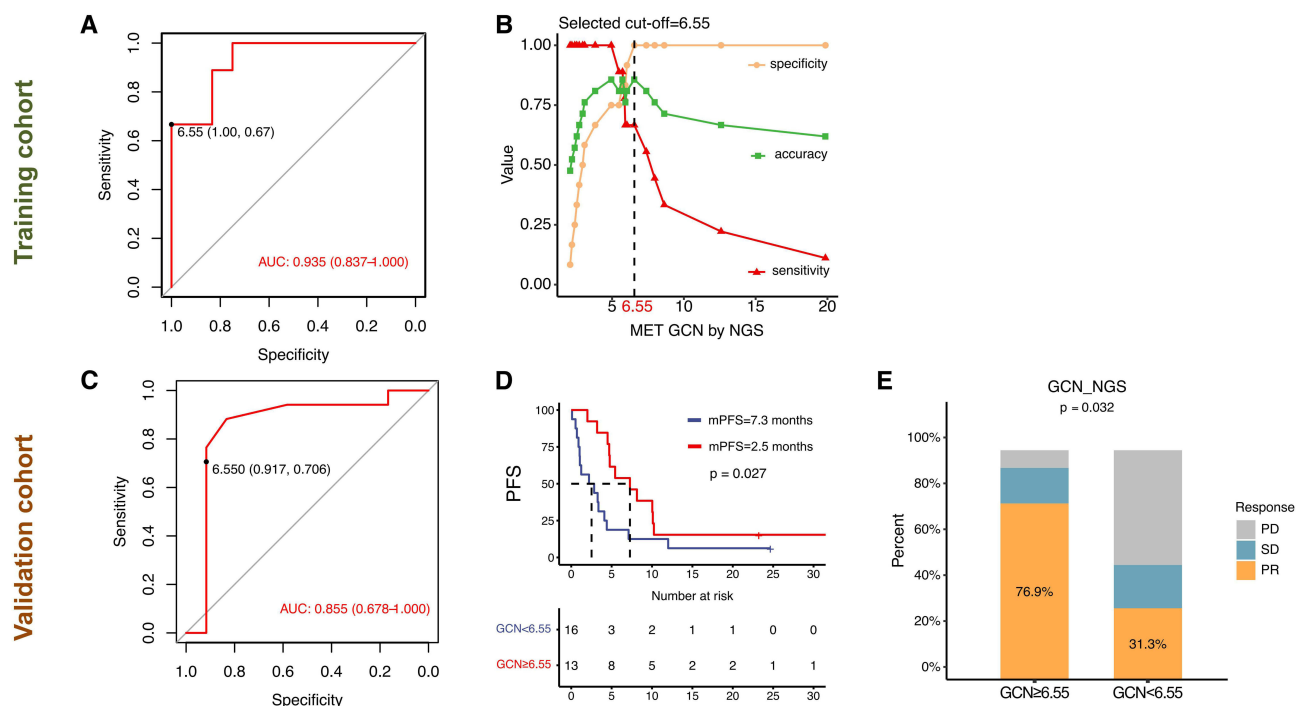 A
Training cohort
Sensitivity
1.0
0.8
0.6
0.4
0.2
0.0
6.55 (1.00, 0.67)
AUC: 0.935 (0.837–1.000)
1.0 0.8 0.6 0.4 0.2 0.0
Specificity
B
Selected cut-off=6.55
Value
1.00
0.75
0.50
0.25
0.00
specificity
accuracy
sensitivity
5 6.55 10 15 20
MET GCN by NGS
C
Validation cohort
Sensitivity
1.0
0.8
0.6
0.4
0.2
0.0
6.550 (0.917, 0.706)
AUC: 0.855 (0.678–1.000)
1.0 0.8 0.6 0.4 0.2 0.0
Specificity
D
PFS
100
75
50
25
0
mPFS=7.3 months
mPFS=2.5 months
p = 0.027
0 5 10 15 20 25 30
Number at risk
GCN<6.55 16 3 2 1 1 0 0
GCN≥6.55 13 8 5 2 2 1 1
0 5 10 15 20 25 30
E
GCN_NGS
p = 0.032
Percent
100%
80%
60%
40%
20%
0%
76.9%
31.3%
GCN≥6.55 GCN<6.55
Response
PD
SD
PR